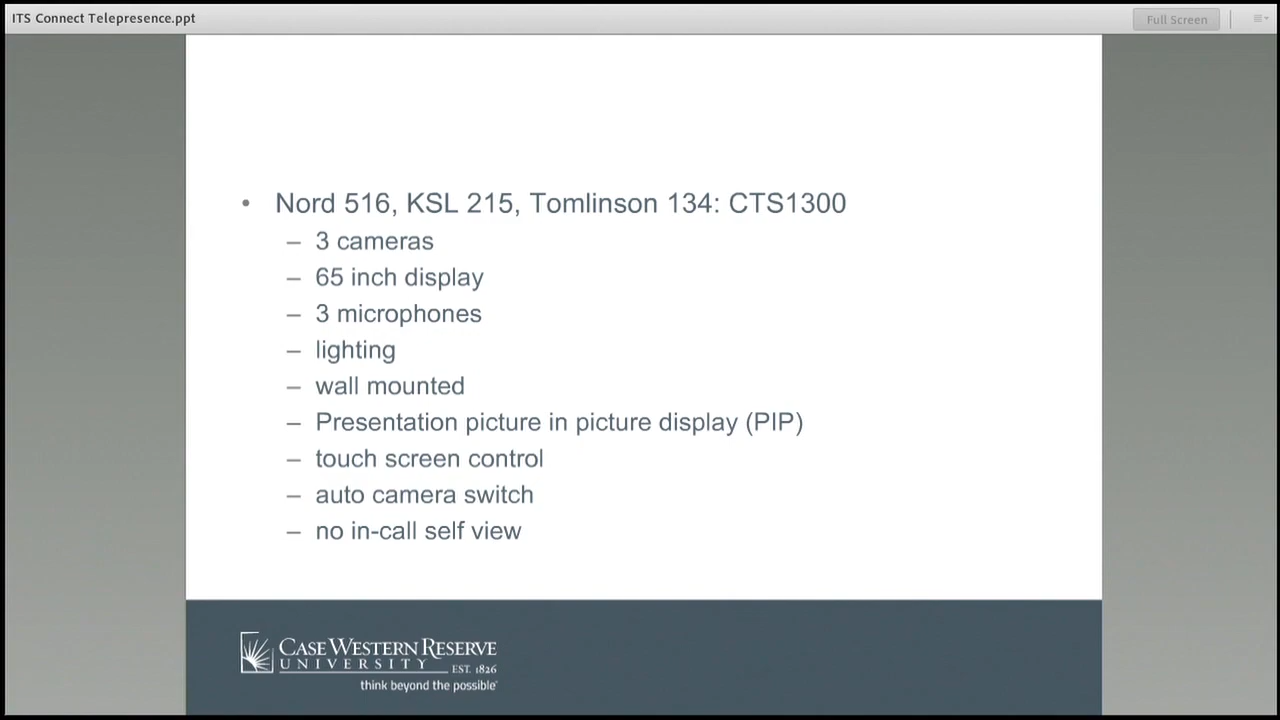 ITS Connect Telepresence.ppt
Full Screen
• Nord 516, KSL 215, Tomlinson 134: CTS1300
– 3 cameras
– 65 inch display
– 3 microphones
– lighting
– wall mounted
– Presentation picture in picture display (PIP)
– touch screen control
– auto camera switch
– no in-call self view
CASE WESTERN RESERVE
UNIVERSITY EST. 1826
think beyond the possible